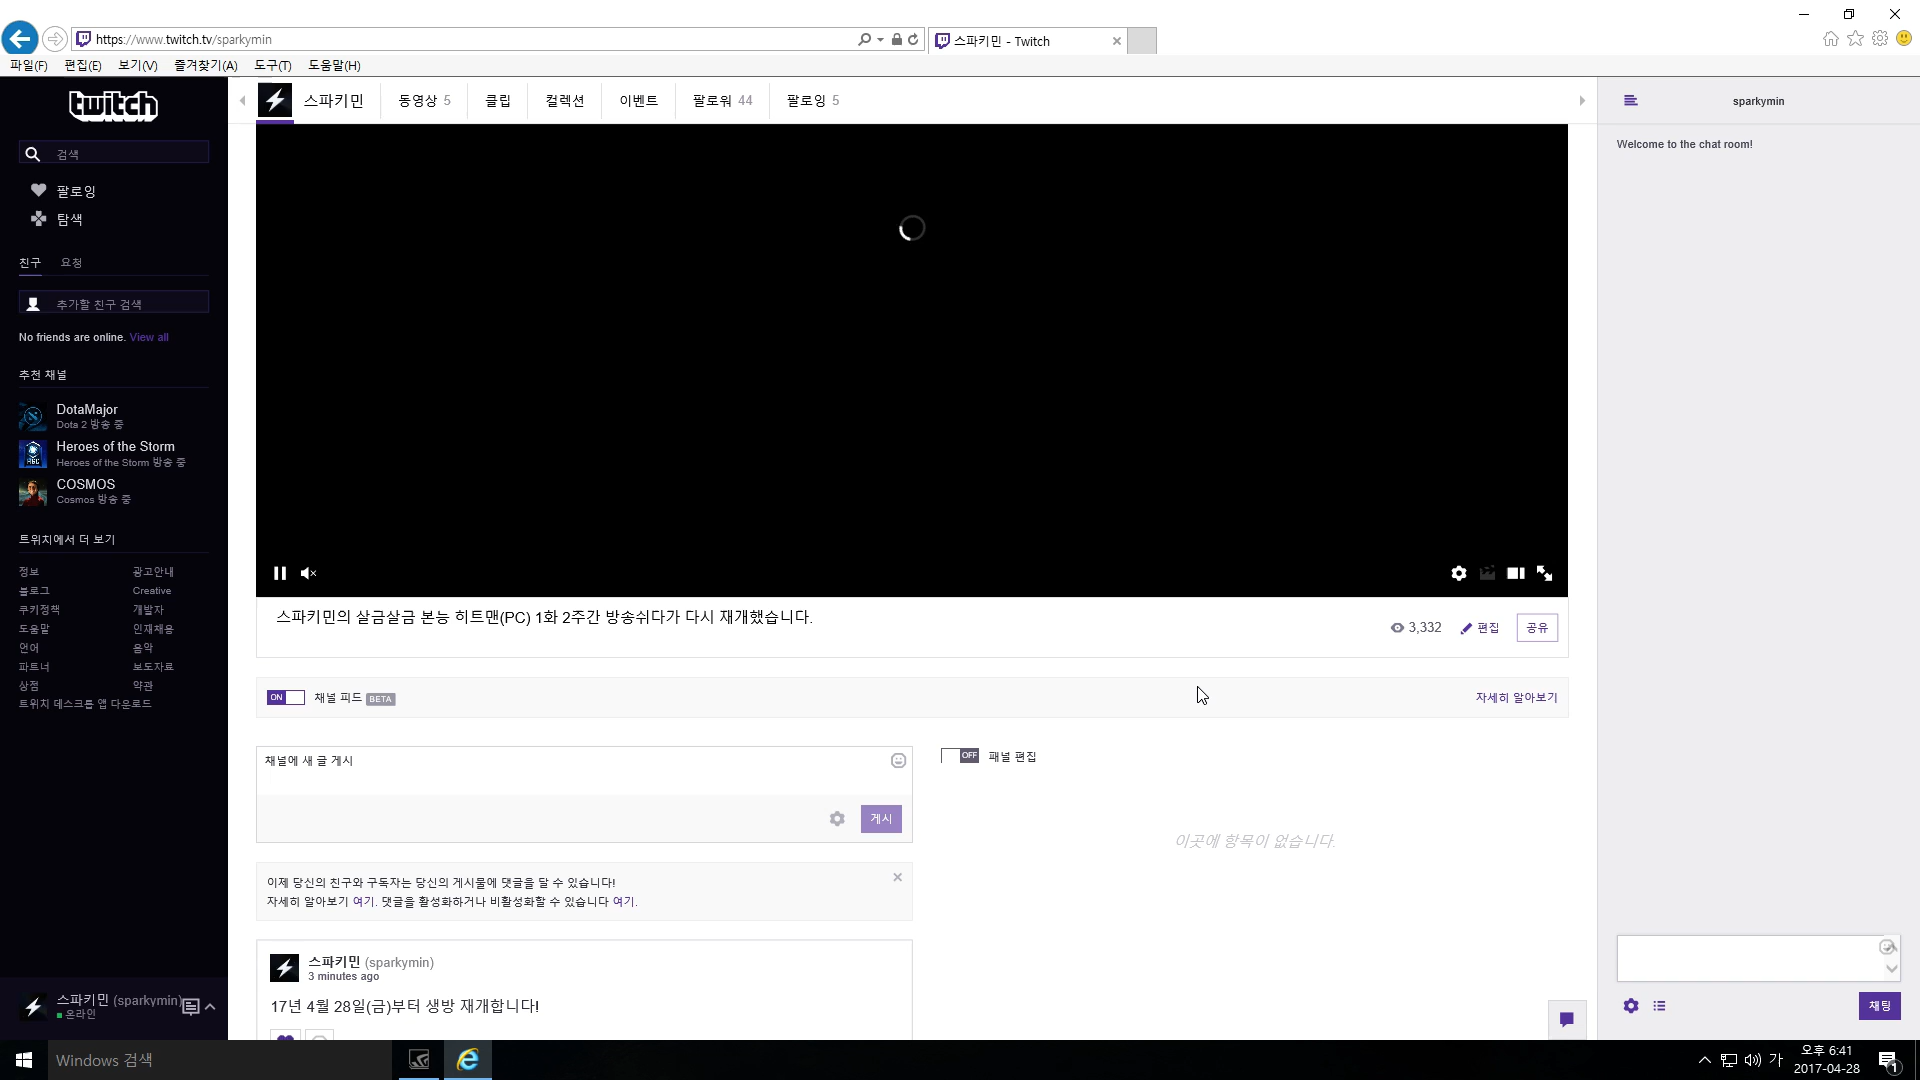 https://www.twitch.tv/sparkymin
스파키민 - Twitch
파일(F) 편집(E) 보기(V) 즐겨찾기(A) 도구(T) 도움말(H)
twitch
검색
팔로잉
탐색
친구 요청
추가할 친구 검색
No friends are online. View all
추천 채널
DotaMajor
Dota 2 방송 중
Heroes of the Storm
Heroes of the Storm 방송 중
COSMOS
Cosmos 방송 중
트위치에서 더 보기
정보 광고안내
블로그 Creative
쿠키정책 개발자
도움말 인재채용
언어 음악
파트너 보도자료
상점 약관
트위치 데스크톱 앱 다운로드
스파키민 (sparkymin)
온라인
스파키민 동영상 5 클립 컬렉션 이벤트 팔로워 44 팔로잉 5
스파키민의 살금살금 본능 히트맨(PC) 1화 2주간 방송쉬다가 다시 재개했습니다.
3,332 편집 공유
ON 채널 피드 BETA 자세히 알아보기
채널에 새 글 게시
게시
OFF 패널 편집
이곳에 항목이 없습니다.
이제 당신의 친구와 구독자는 당신의 게시물에 댓글을 달 수 있습니다!
자세히 알아보기 여기. 댓글을 활성화하거나 비활성화할 수 있습니다 여기.
스파키민 (sparkymin)
3 minutes ago
17년 4월 28일(금)부터 생방 재개합니다!
sparkymin
Welcome to the chat room!
채팅
Windows 검색
가
오후 6:41
2017-04-28
1